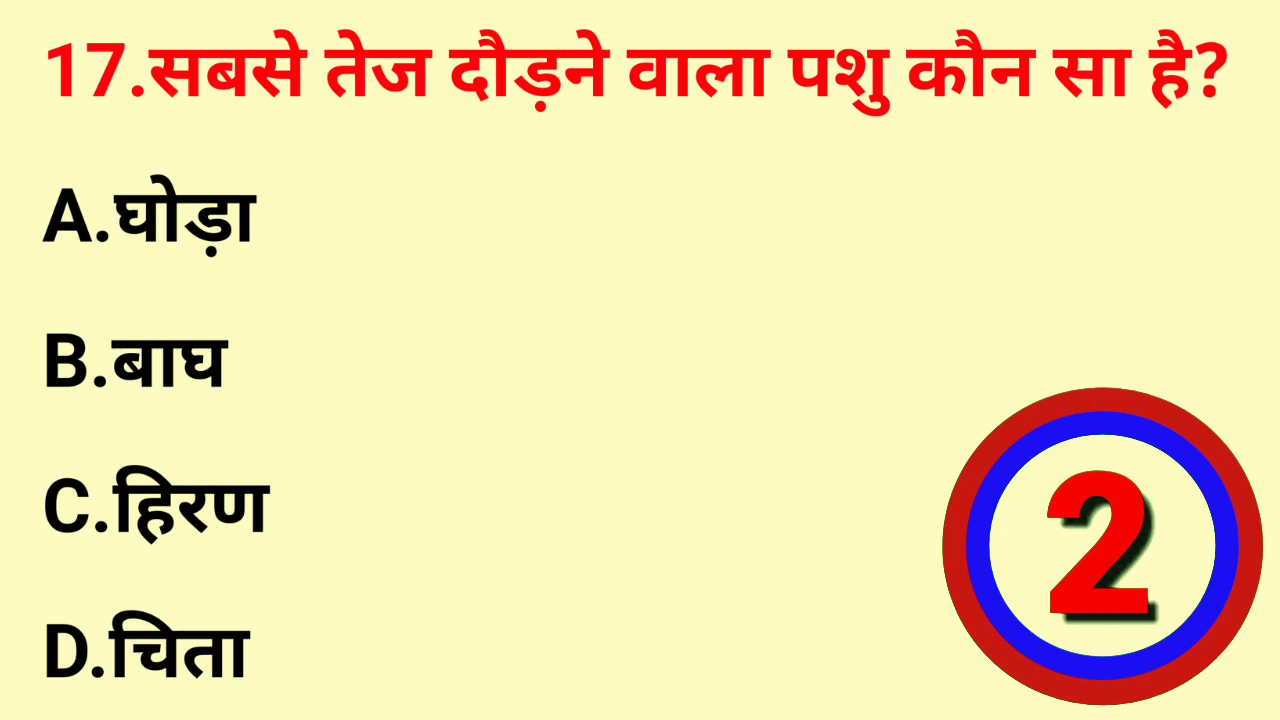 17.सबसे तेज दौड़ने वाला पशु कौन सा है?
A.घोड़ा
B.बाघ
C.हिरण
D.चिता
2